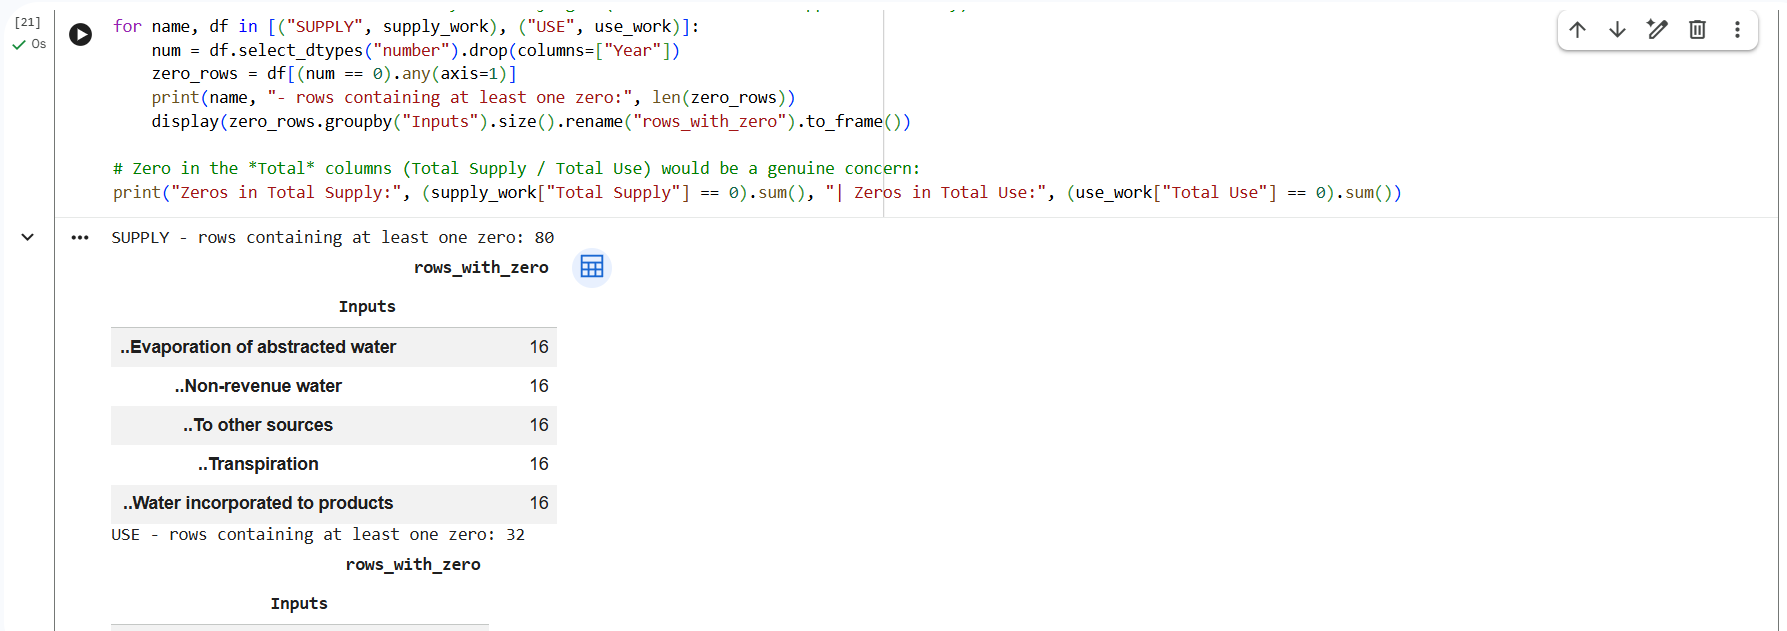 [21]
0s
for name, df in [("SUPPLY", supply_work), ("USE", use_work)]:
num = df.select_dtypes("number").drop(columns=["Year"])
zero_rows = df[(num == 0).any(axis=1)]
print(name, "- rows containing at least one zero:", len(zero_rows))
display(zero_rows.groupby("Inputs").size().rename("rows_with_zero").to_frame())
# Zero in the *Total* columns (Total Supply / Total Use) would be a genuine concern:
print("Zeros in Total Supply:", (supply_work["Total Supply"] == 0).sum(), "| Zeros in Total Use:", (use_work["Total Use"] == 0).sum())
SUPPLY - rows containing at least one zero: 80
rows_with_zero
Inputs
..Evaporation of abstracted water 16
..Non-revenue water 16
..To other sources 16
..Transpiration 16
..Water incorporated to products 16
USE - rows containing at least one zero: 32
rows_with_zero
Inputs